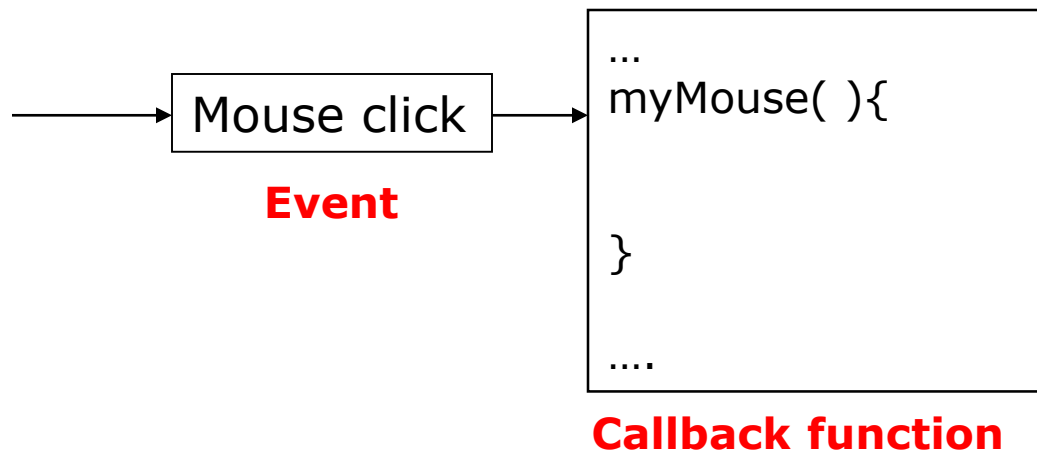 Mouse click
Event
...
myMouse( ){
}
....
Callback function